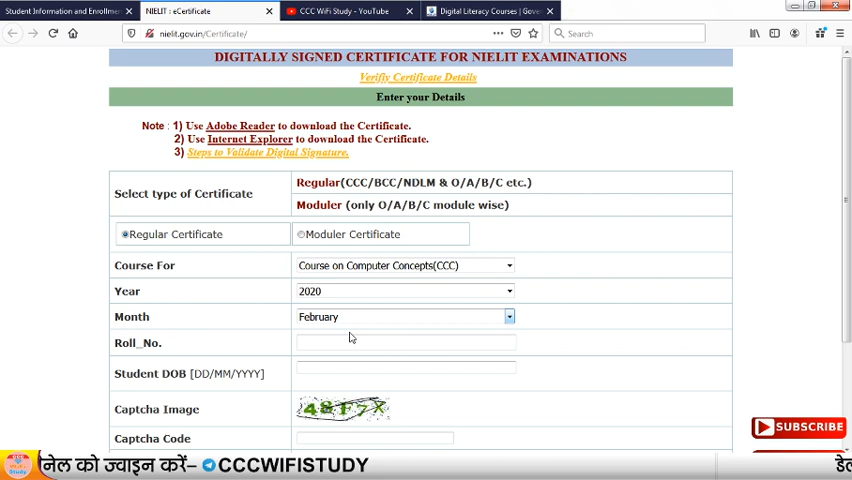 Student Information and Enrollmen
NIELIT : eCertificate
CCC WiFi Study - YouTube
Digital Literacy Courses | Govern
nielit.gov.in/Certificate/
Search
DIGITALLY SIGNED CERTIFICATE FOR NIELIT EXAMINATIONS
Verifiy Certificate Details
Enter your Details
Note : 1) Use Adobe Reader to download the Certificate.
2) Use Internet Explorer to download the Certificate.
3) Steps to Validate Digital Signature.
Select type of Certificate
Regular(CCC/BCC/NDLM & O/A/B/C etc.)
Moduler (only O/A/B/C module wise)
Regular Certificate
Moduler Certificate
Course For
Course on Computer Concepts(CCC)
Year
2020
Month
February
Roll_No.
Student DOB [DD/MM/YYYY]
Captcha Image
48F7X
Captcha Code
SUBSCRIBE
नेल को ज्वाइन करें– CCCWIFISTUDY
डे